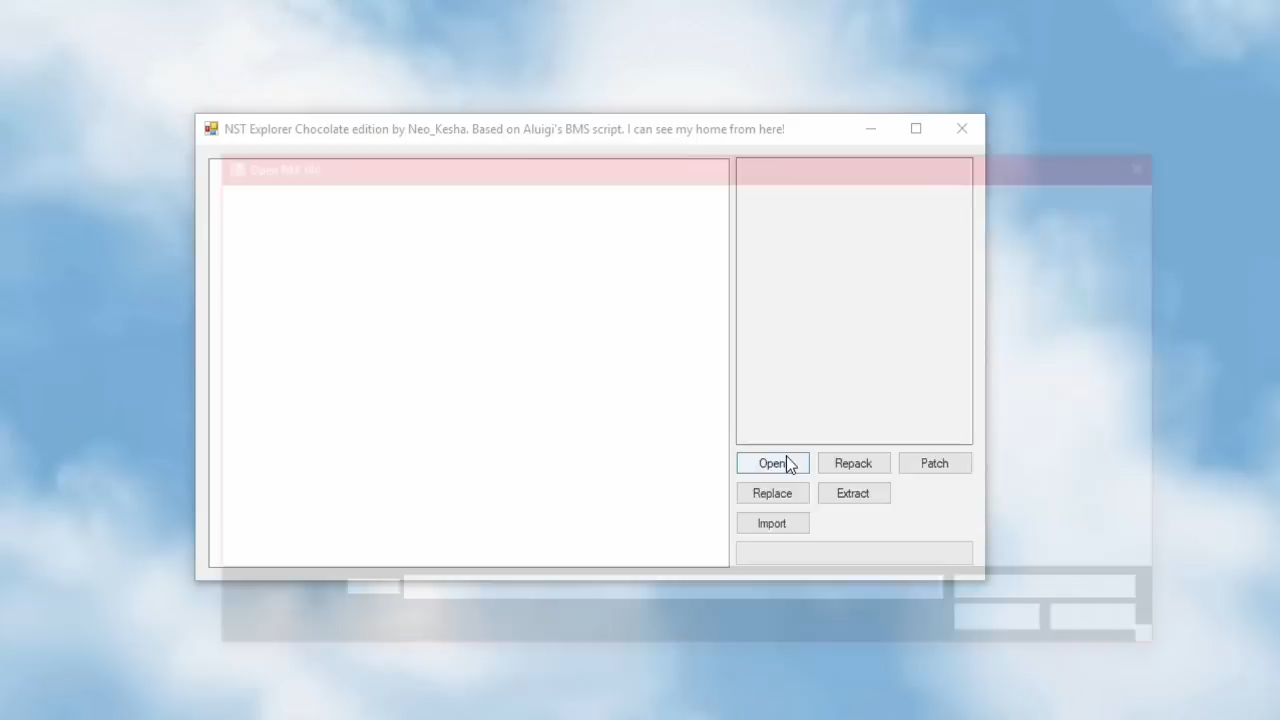 NST Explorer Chocolate edition by Neo_Kesha. Based on Aluigi's BMS script. I can see my home from here!
Open
Repack
Patch
Replace
Extract
Import